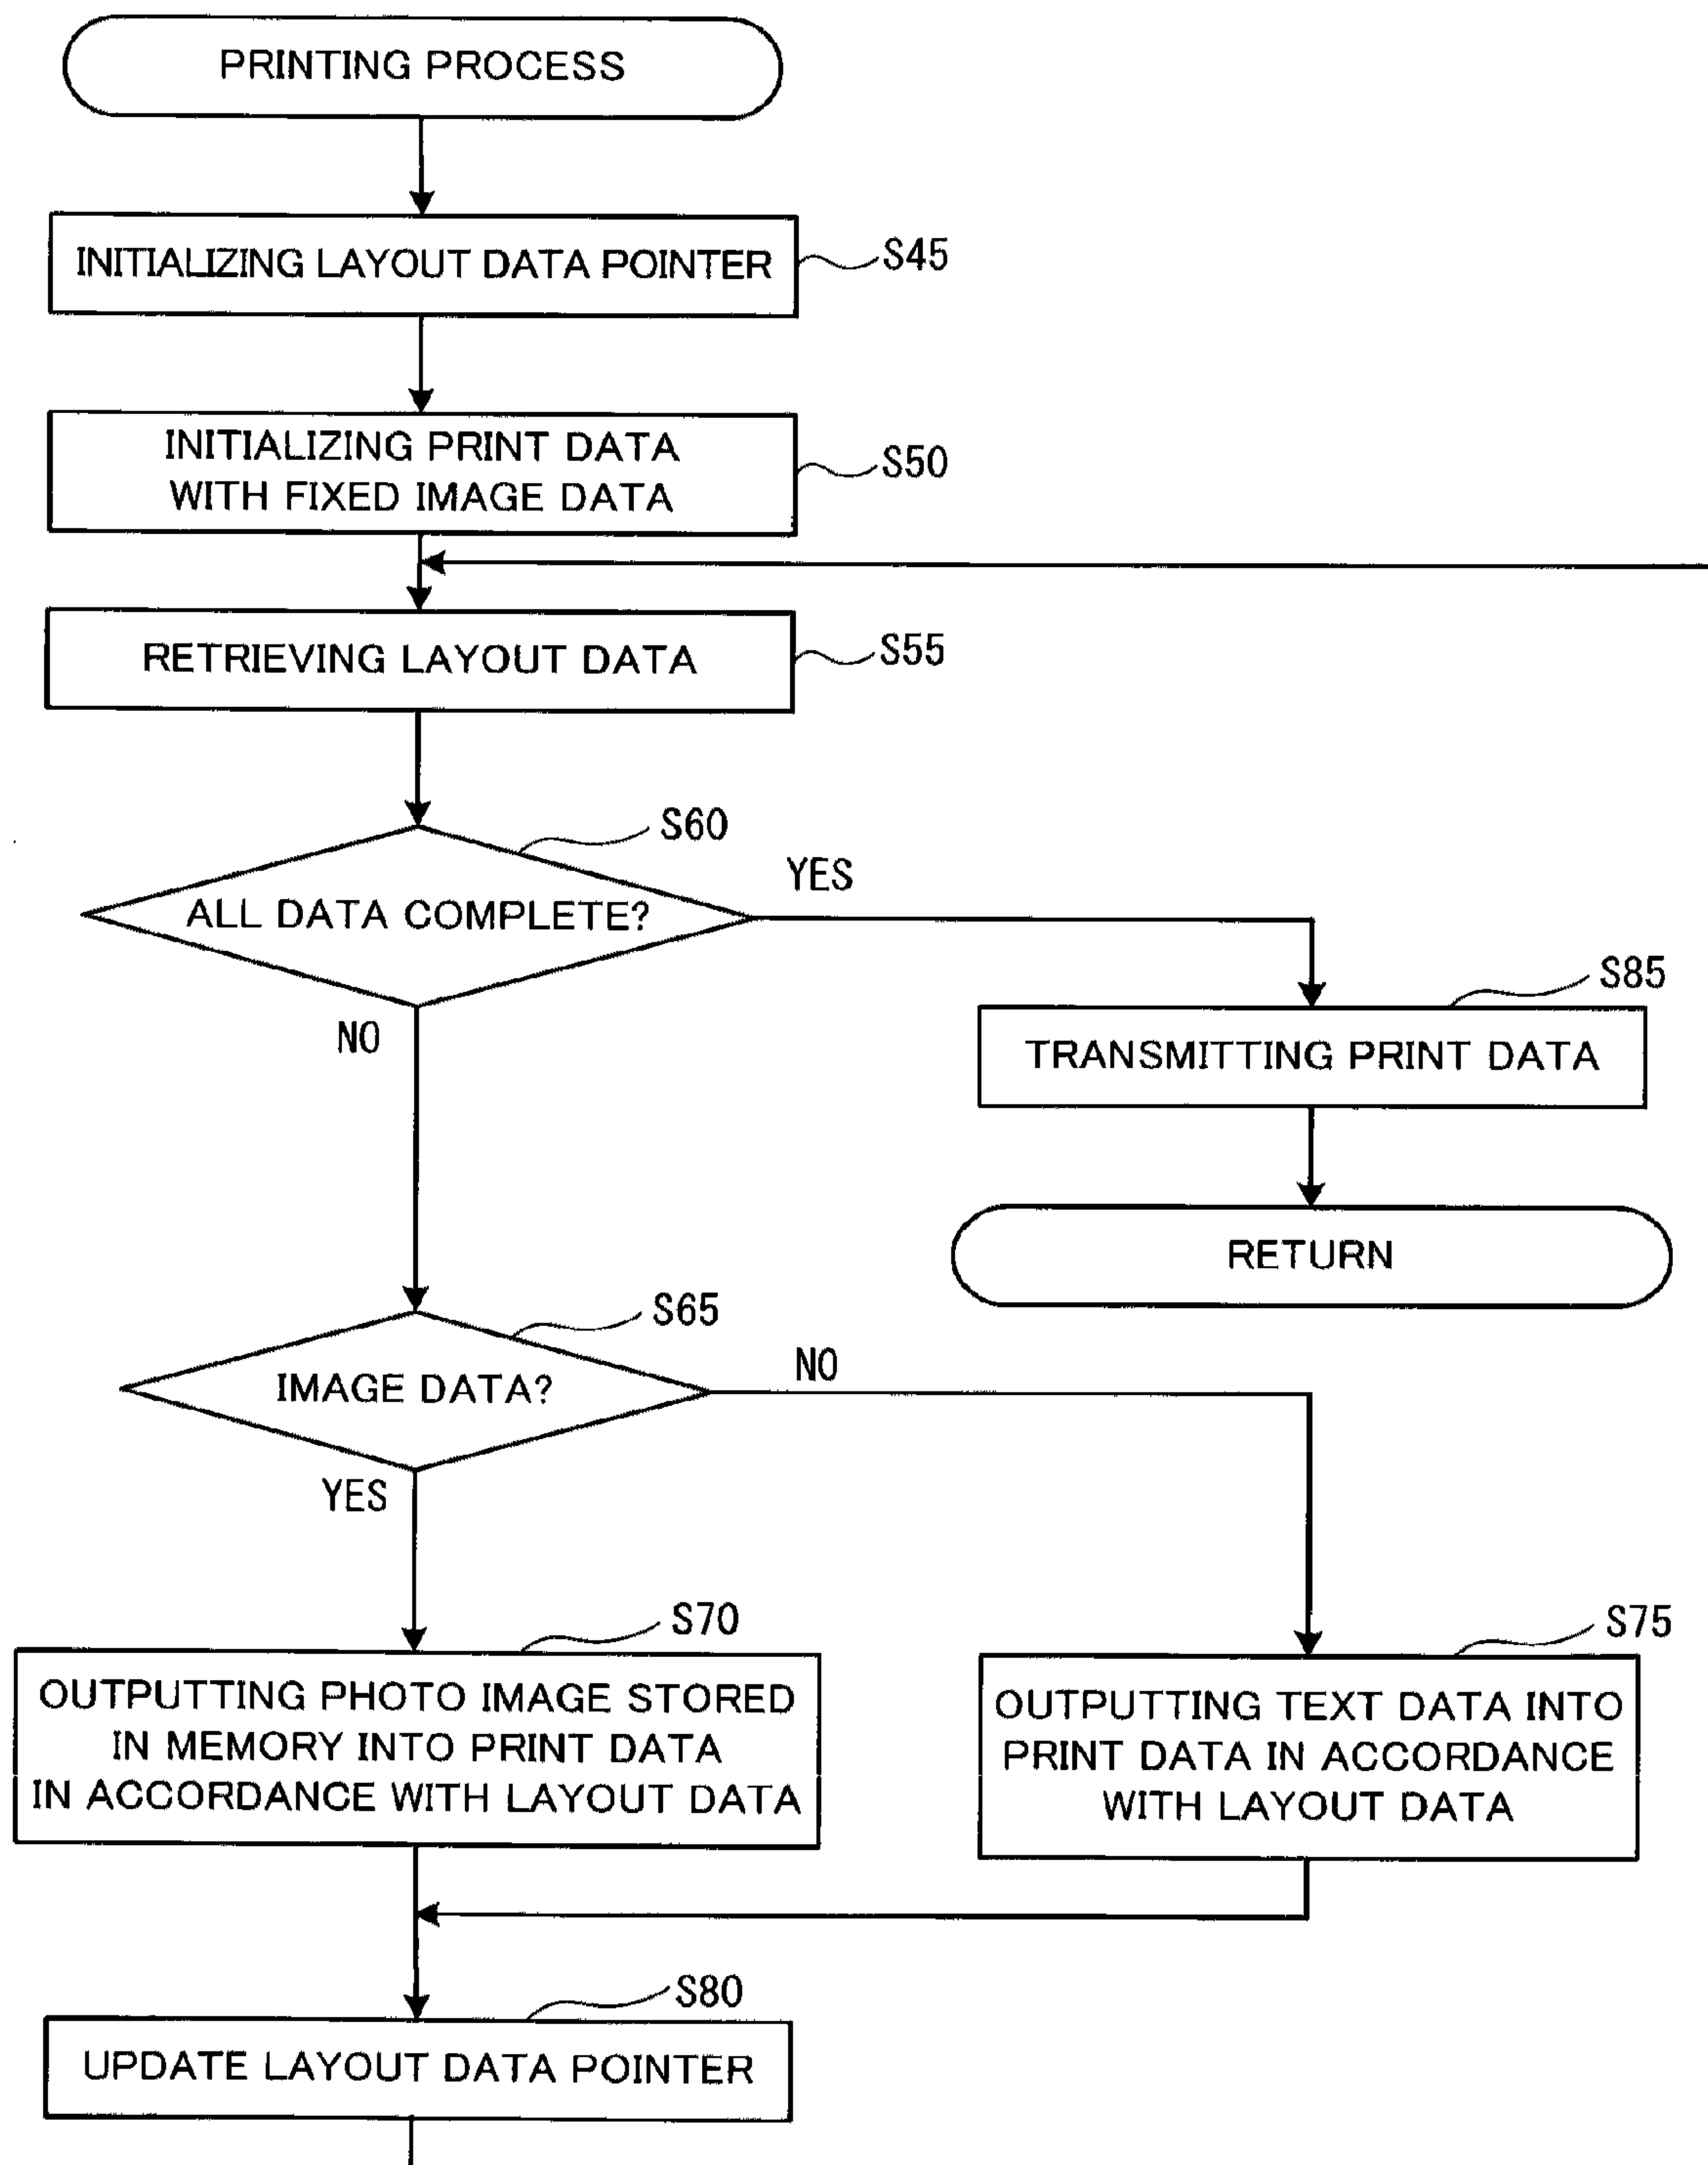 PRINTING PROCESS
INITIALIZING LAYOUT DATA POINTER
S45
INITIALIZING PRINT DATA
WITH FIXED IMAGE DATA
S50
RETRIEVING LAYOUT DATA
S55
S60
ALL DATA COMPLETE?
YES
NO
S85
TRANSMITTING PRINT DATA
RETURN
S65
IMAGE DATA?
NO
YES
S70
OUTPUTTING PHOTO IMAGE STORED
IN MEMORY INTO PRINT DATA
IN ACCORDANCE WITH LAYOUT DATA
S75
OUTPUTTING TEXT DATA INTO
PRINT DATA IN ACCORDANCE
WITH LAYOUT DATA
S80
UPDATE LAYOUT DATA POINTER